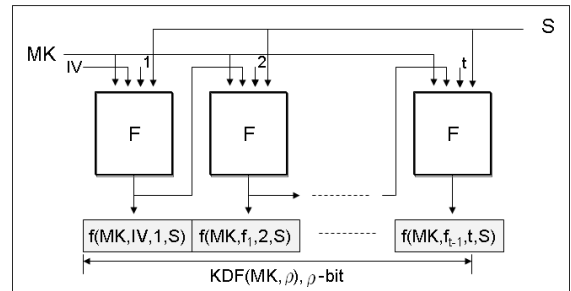 S
MK
IV 1 2 t
F F F
f(MK,IV,1,S) f(MK,f₁,2,S) f(MK,fₜ₋₁,t,S)
KDF(MK,ρ), ρ-bit